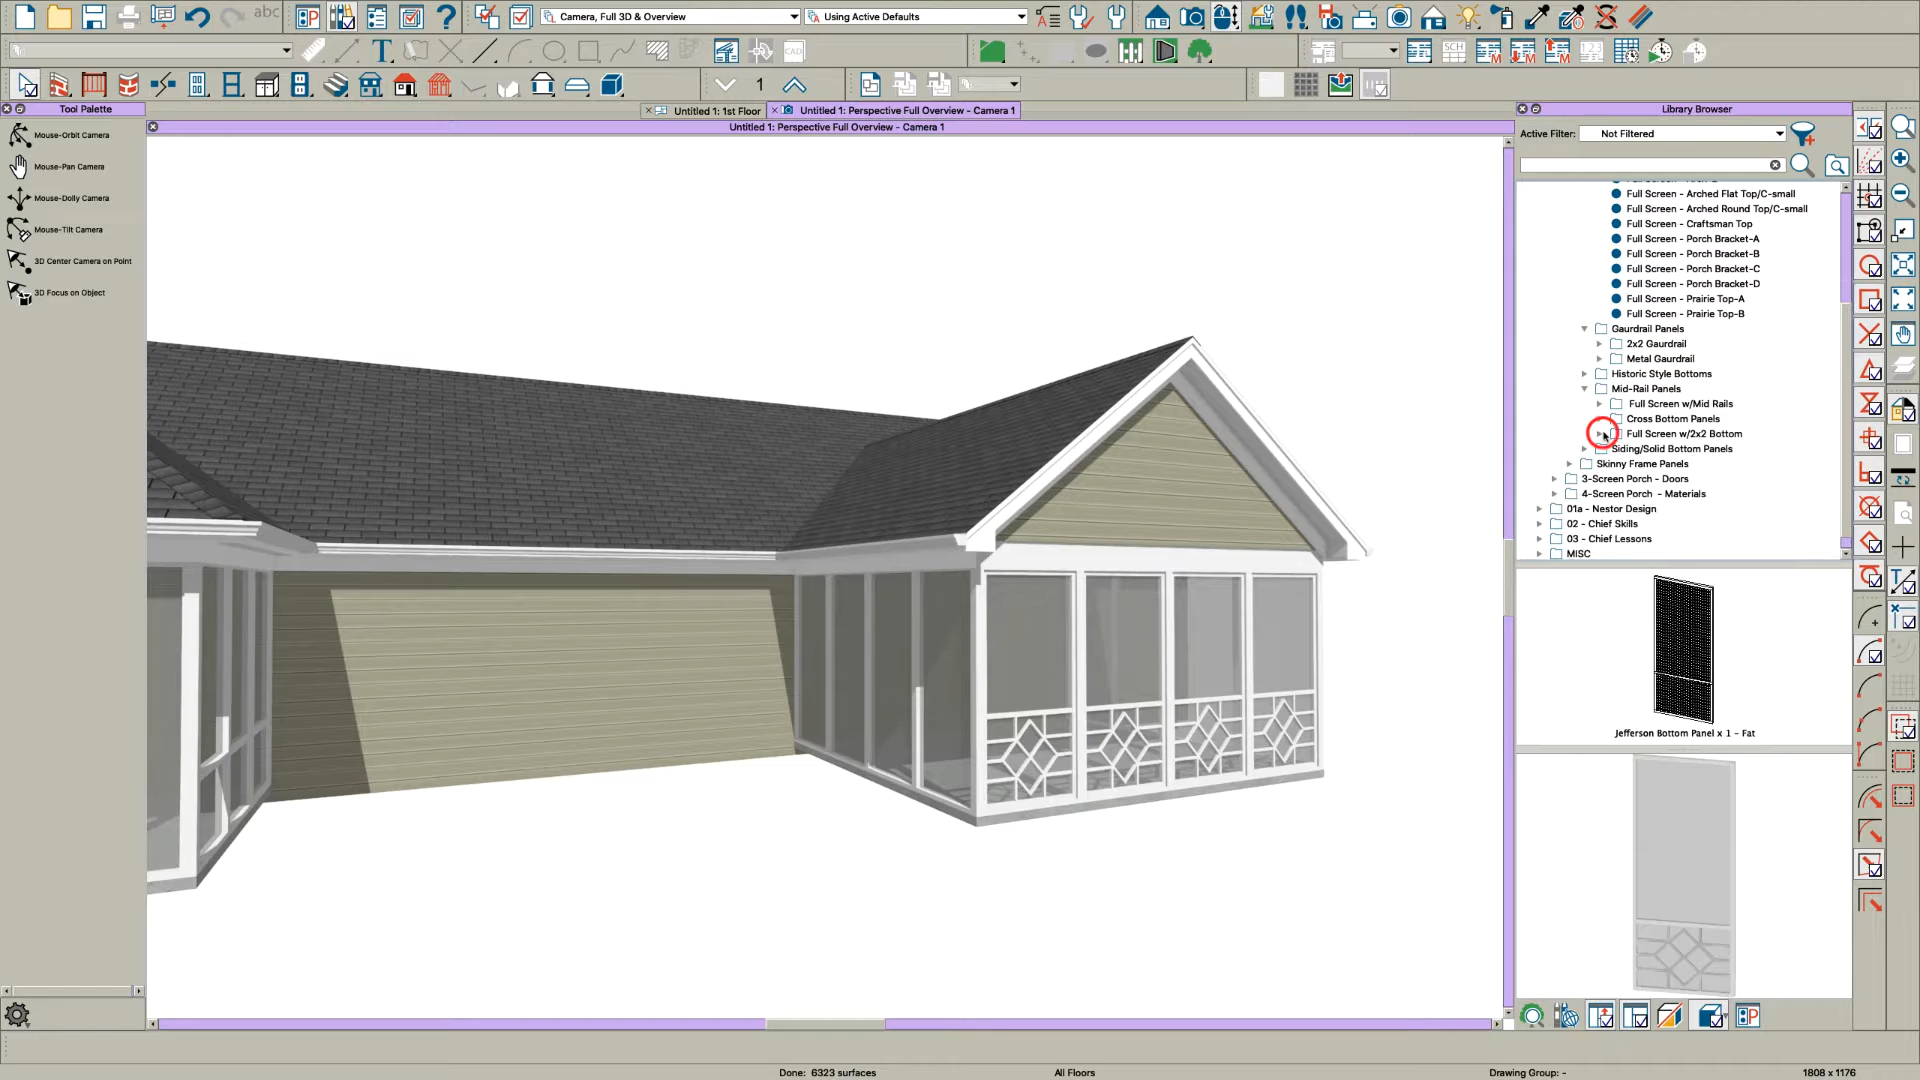 abc
Camera, Full 3D & Overview
Using Active Defaults
CAD
SCH
1 2 3
1
Tool Palette
Untitled 1: 1st Floor
Untitled 1: Perspective Full Overview - Camera 1
Library Browser
Untitled 1: Perspective Full Overview - Camera 1
Active Filter:
Not Filtered
Mouse-Orbit Camera
Mouse-Pan Camera
Mouse-Dolly Camera
Mouse-Tilt Camera
3D Center Camera on Point
3D Focus on Object
Full Screen - Arched Flat Top/C-small
Full Screen - Arched Round Top/C-small
Full Screen - Craftsman Top
Full Screen - Porch Bracket-A
Full Screen - Porch Bracket-B
Full Screen - Porch Bracket-C
Full Screen - Porch Bracket-D
Full Screen - Prairie Top-A
Full Screen - Prairie Top-B
Gaurdrail Panels
2x2 Gaurdrail
Metal Gaurdrail
Historic Style Bottoms
Mid-Rail Panels
Full Screen w/Mid Rails
Cross Bottom Panels
Full Screen w/2x2 Bottom
Siding/Solid Bottom Panels
Skinny Frame Panels
3-Screen Porch - Doors
4-Screen Porch - Materials
01a - Nestor Design
02 - Chief Skills
03 - Chief Lessons
MISC
Jefferson Bottom Panel x 1 - Fat
Done: 6323 surfaces
All Floors
Drawing Group: -
1808 x 1176